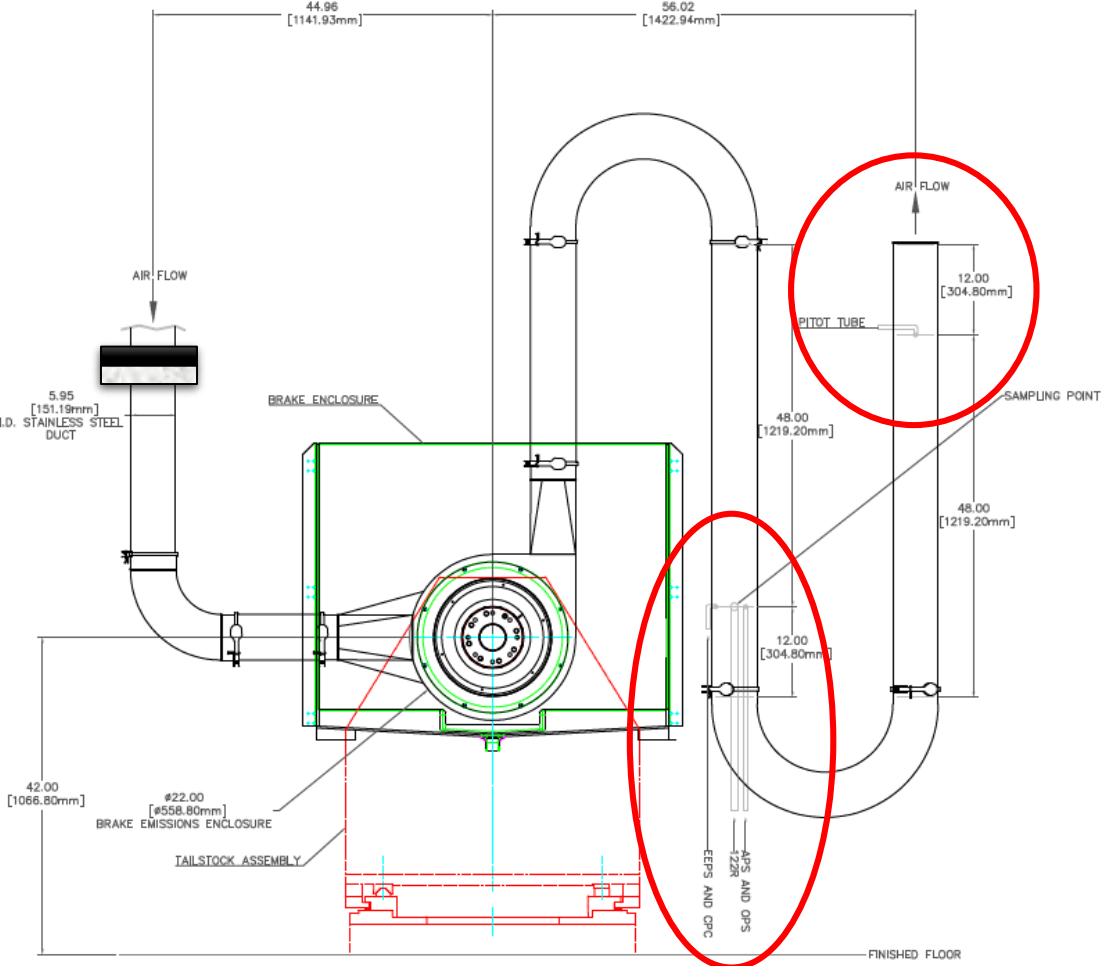 44.96
[1141.93mm]
56.02
[1422.94mm]
AIR FLOW
AIR FLOW
12.00
[304.80mm]
PITOT TUBE
5.95
[151.19mm]
I.D. STAINLESS STEEL
DUCT
BRAKE ENCLOSURE
SAMPLING POINT
48.00
[1219.20mm]
48.00
[1219.20mm]
12.00
[304.80mm]
42.00
[1066.80mm]
ø22.00
[ø558.80mm]
BRAKE EMISSIONS ENCLOSURE
TAILSTOCK ASSEMBLY
EEPS AND CPC
122R
APS AND OPS
FINISHED FLOOR